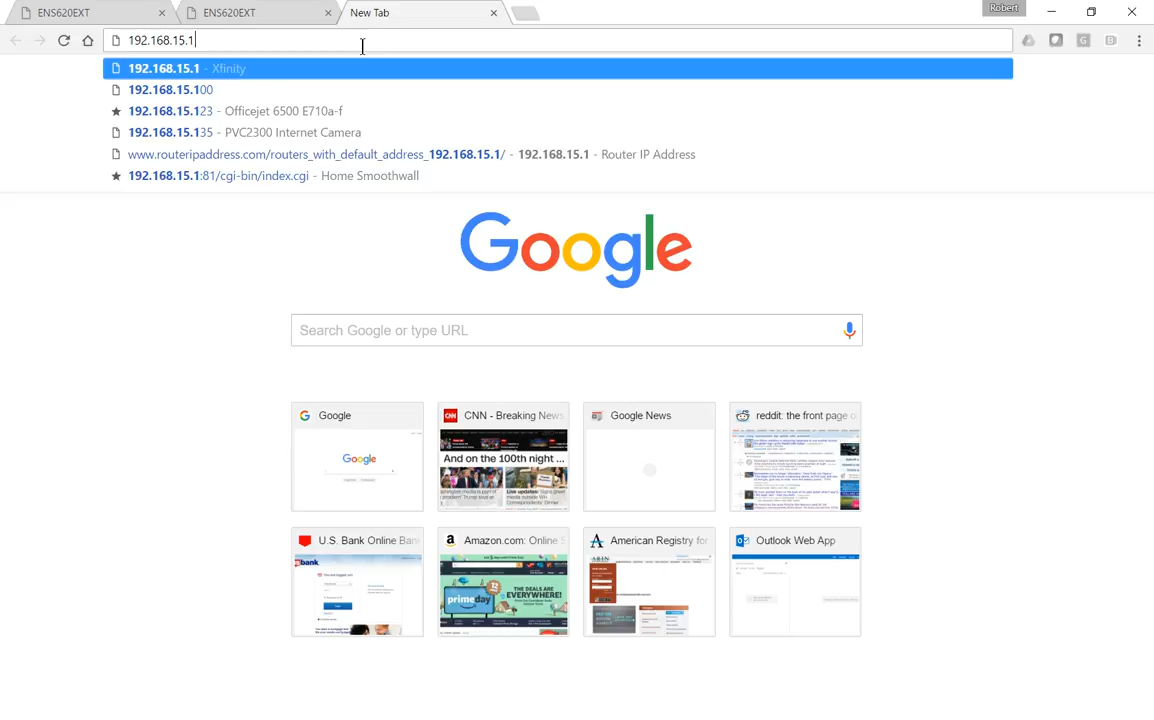 ENS620EXT
ENS620EXT
New Tab
Robert
192.168.15.1
192.168.15.1 - Xfinity
192.168.15.100
192.168.15.123 - Officejet 6500 E710a-f
192.168.15.135 - PVC2300 Internet Camera
www.routeripaddress.com/routers_with_default_address_192.168.15.1/ - 192.168.15.1 - Router IP Address
192.168.15.1:81/cgi-bin/index.cgi - Home Smoothwall
Google
Search Google or type URL
Google
CNN - Breaking News
Google News
reddit: the front page o
Google
And on the 100th night ...
U.S. Bank Online Bank
Amazon.com: Online S
American Registry for
Outlook Web App
bank
prime day
THE DEALS ARE
EVERYWHERE!
ARIN